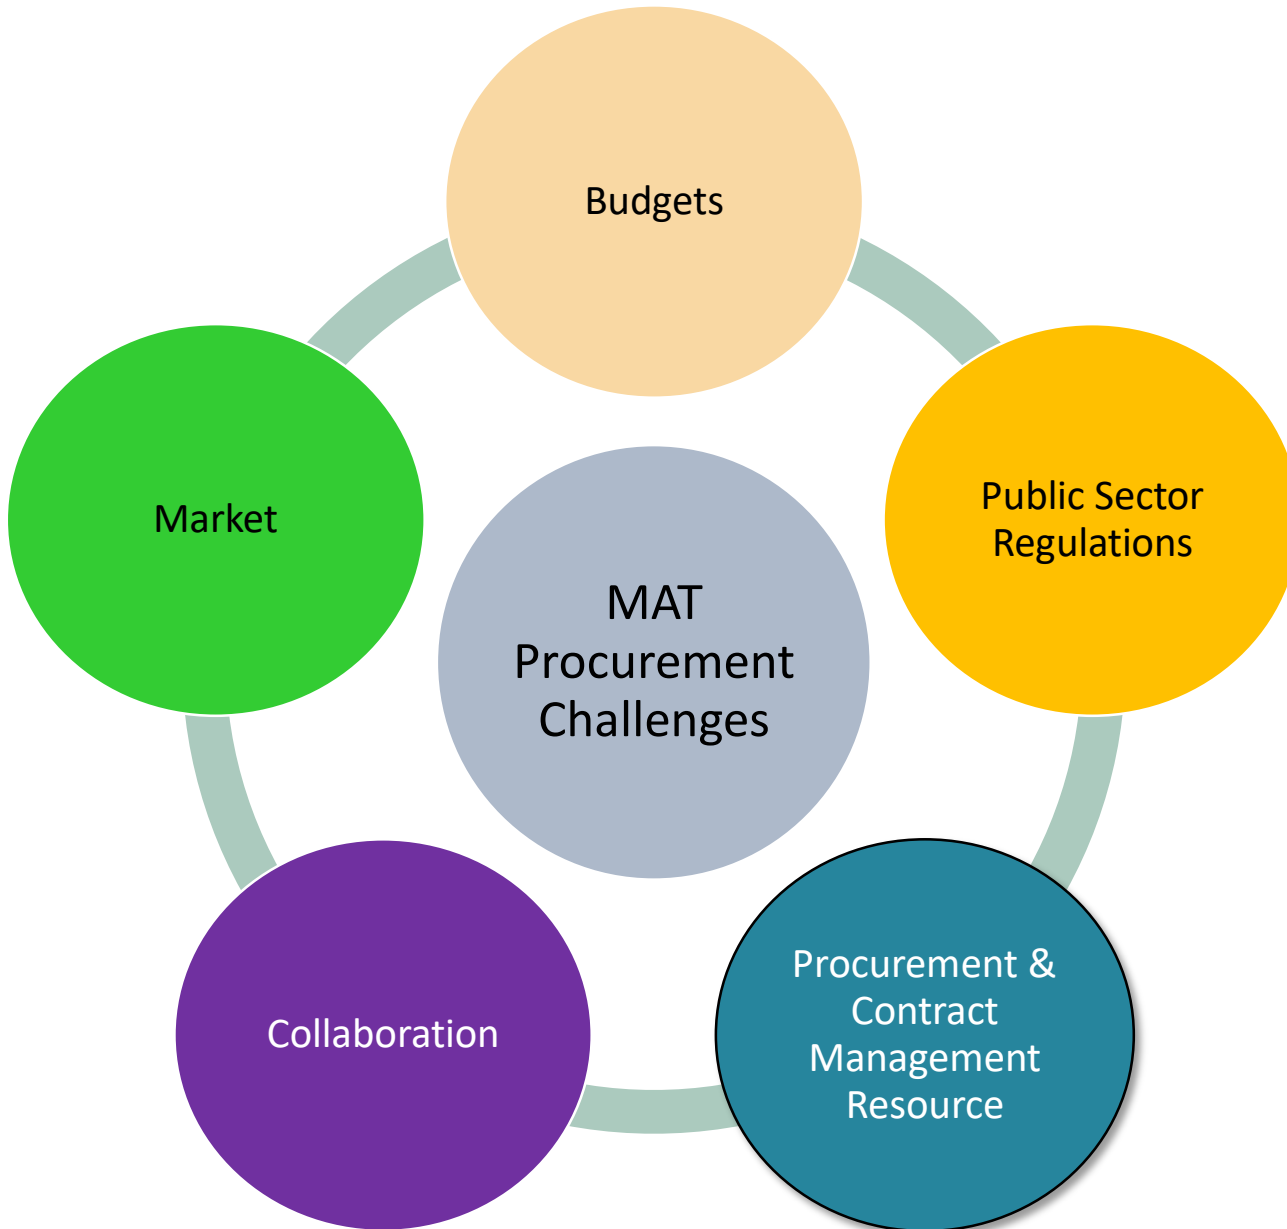 Budgets
Public Sector
Regulations
Market
MAT
Procurement
Challenges
Procurement &
Contract
Management
Resource
Collaboration